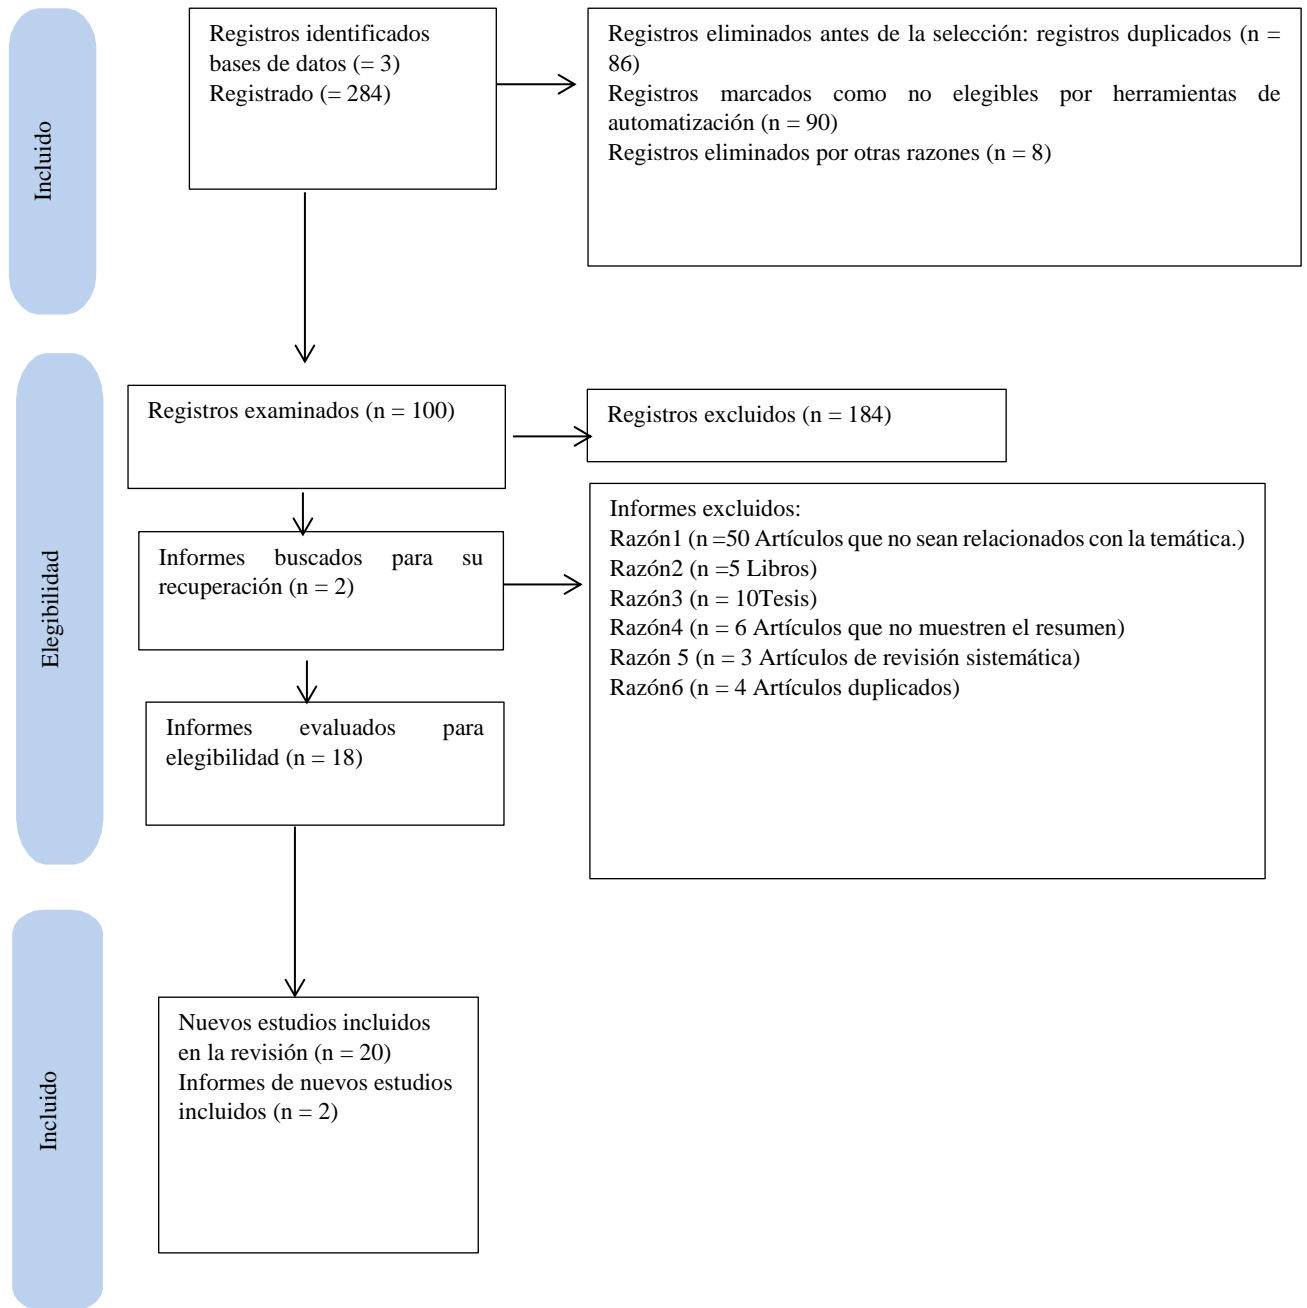 Incluido
Registros identificados
bases de datos (= 3)
Registrado (= 284)
Registros eliminados antes de la selección: registros duplicados (n =
86)
Registros marcados como no elegibles por herramientas de
automatización (n = 90)
Registros eliminados por otras razones (n = 8)
Elegibilidad
Registros examinados (n = 100)
Registros excluidos (n = 184)
Informes buscados para su
recuperación (n = 2)
Informes excluidos:
Razón1 (n =50 Artículos que no sean relacionados con la temática.)
Razón2 (n =5 Libros)
Razón3 (n = 10Tesis)
Razón4 (n = 6 Artículos que no muestren el resumen)
Razón 5 (n = 3 Artículos de revisión sistemática)
Razón6 (n = 4 Artículos duplicados)
Informes evaluados para
elegibilidad (n = 18)
Incluido
Nuevos estudios incluidos
en la revisión (n = 20)
Informes de nuevos estudios
incluidos (n = 2)